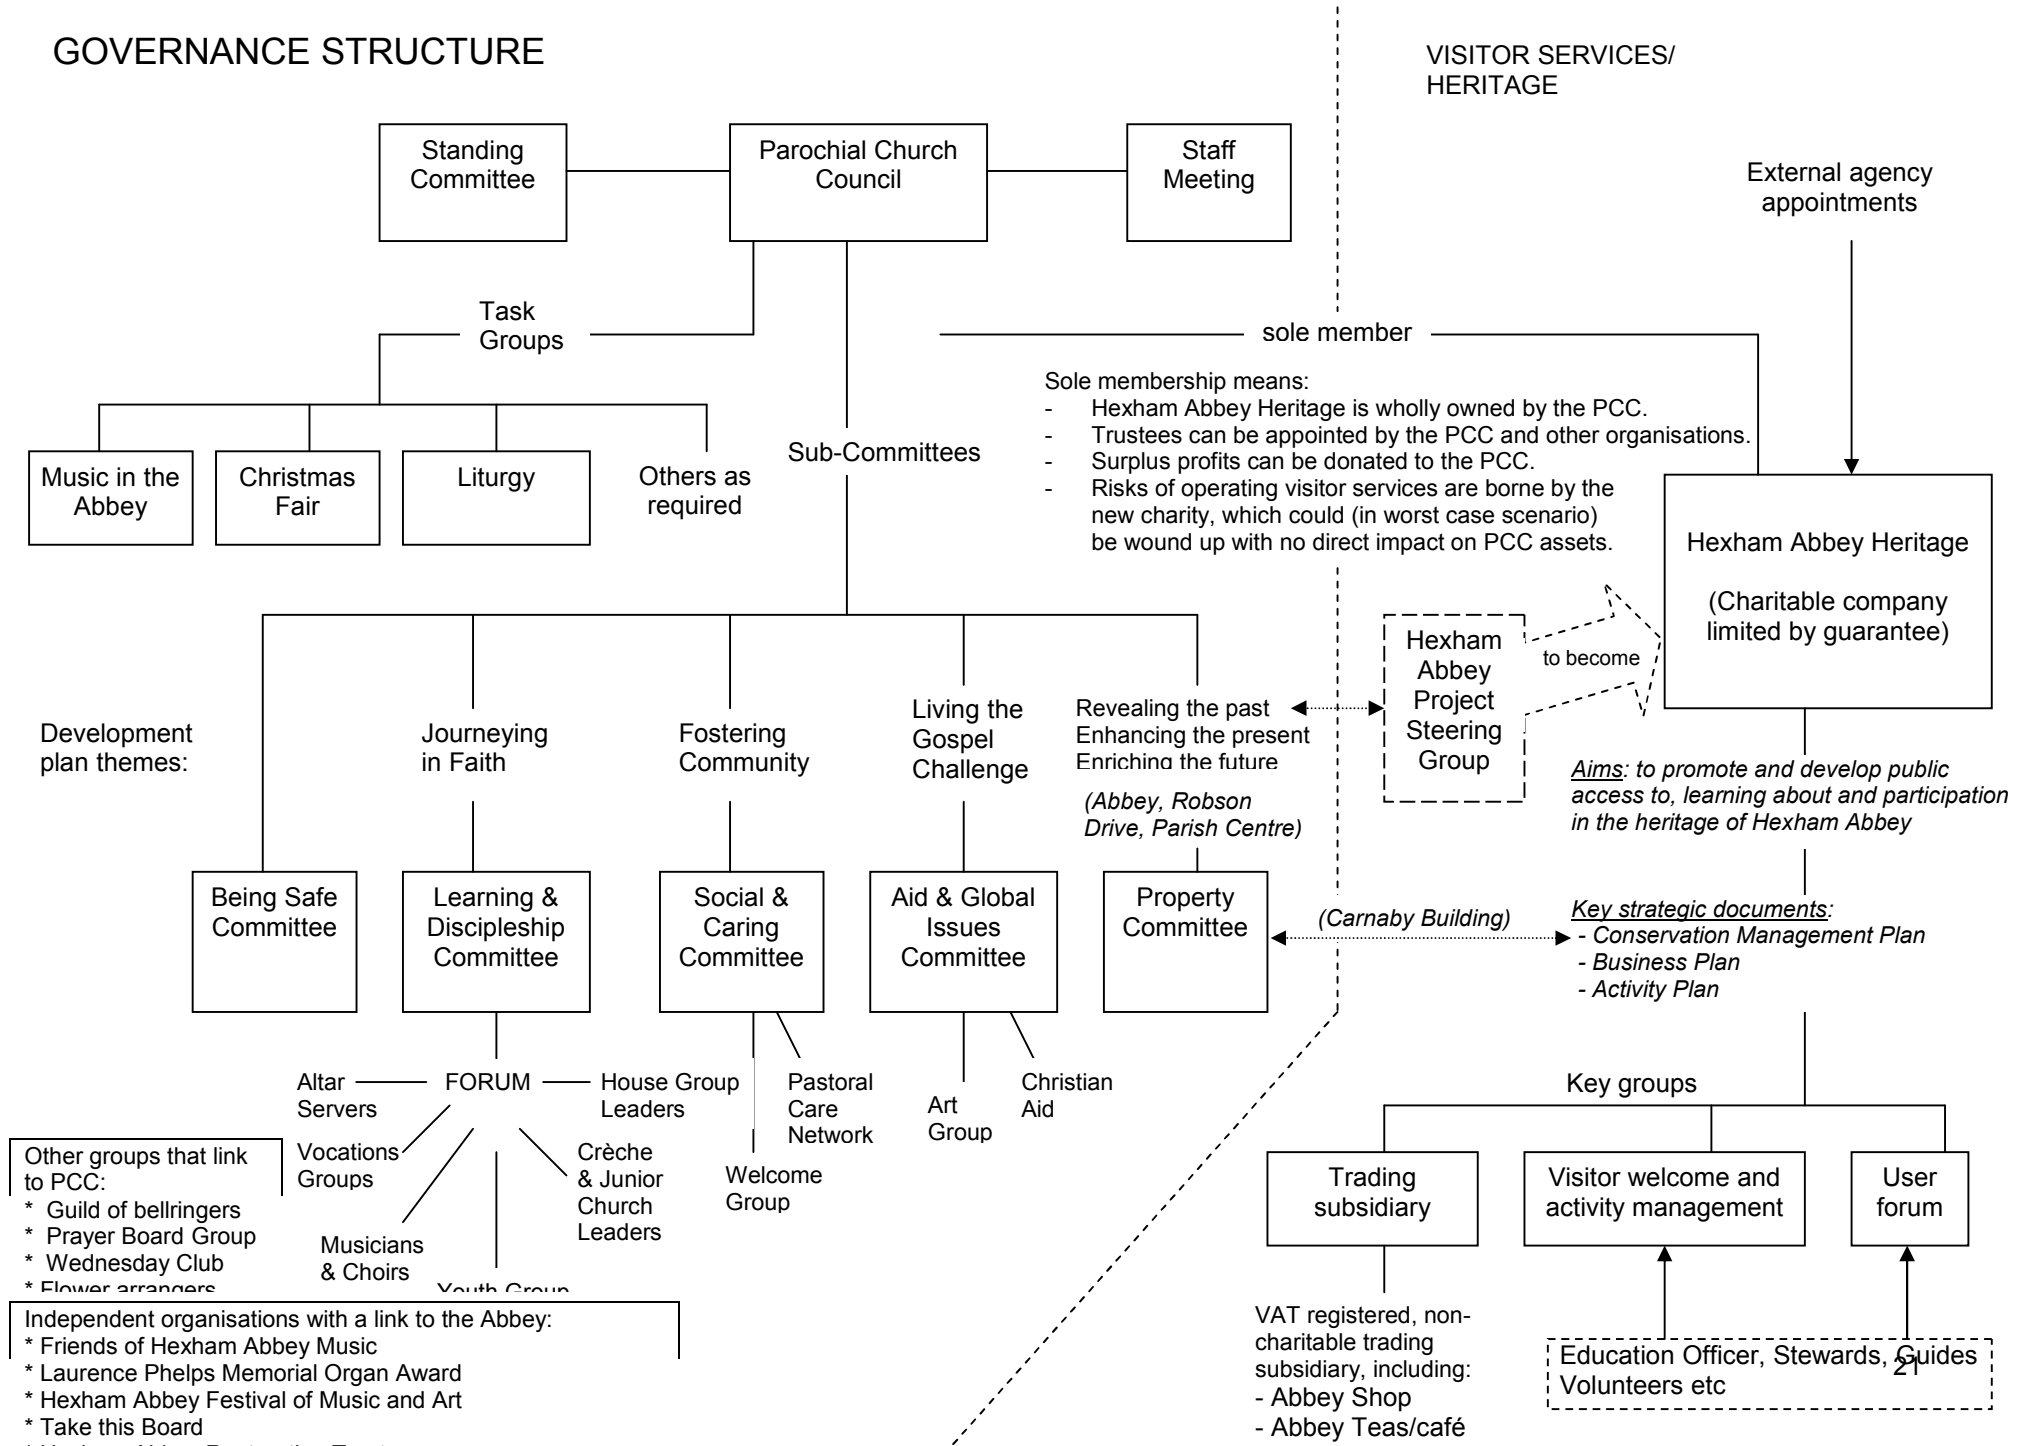 GOVERNANCE STRUCTURE
VISITOR SERVICES/
HERITAGE
Standing
Committee
Parochial Church
Council
Staff
Meeting
External agency
appointments
Task
Groups
sole member
Sole membership means:
- Hexham Abbey Heritage is wholly owned by the PCC.
- Trustees can be appointed by the PCC and other organisations.
- Surplus profits can be donated to the PCC.
- Risks of operating visitor services are borne by the
new charity, which could (in worst case scenario)
be wound up with no direct impact on PCC assets.
Music in the
Abbey
Christmas
Fair
Liturgy
Others as
required
Sub-Committees
Hexham Abbey Heritage
(Charitable company
limited by guarantee)
Hexham
Abbey
Project
Steering
Group
to become
Development
plan themes:
Journeying
in Faith
Fostering
Community
Living the
Gospel
Challenge
Revealing the past
Enhancing the present
Enriching the future
(Abbey, Robson
Drive, Parish Centre)
Aims: to promote and develop public
access to, learning about and participation
in the heritage of Hexham Abbey
Being Safe
Committee
Learning &
Discipleship
Committee
Social &
Caring
Committee
Aid & Global
Issues
Committee
Property
Committee
(Carnaby Building)
Key strategic documents:
- Conservation Management Plan
- Business Plan
- Activity Plan
Altar
Servers
FORUM
House Group
Leaders
Vocations
Groups
Musicians
& Choirs
Youth Group
Crèche
& Junior
Church
Leaders
Welcome
Group
Pastoral
Care
Network
Art
Group
Christian
Aid
Key groups
Trading
subsidiary
Visitor welcome and
activity management
User
forum
Other groups that link
to PCC:
* Guild of bellringers
* Prayer Board Group
* Wednesday Club
* Flower arrangers
Independent organisations with a link to the Abbey:
* Friends of Hexham Abbey Music
* Laurence Phelps Memorial Organ Award
* Hexham Abbey Festival of Music and Art
* Take this Board
VAT registered, non-
charitable trading
subsidiary, including:
- Abbey Shop
- Abbey Teas/café
Education Officer, Stewards, Guides
Volunteers etc
21